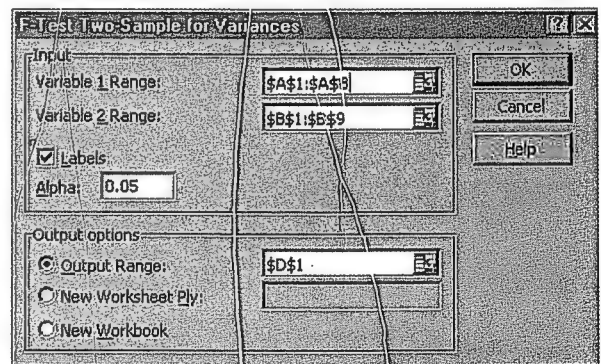 F-Test Two-Sample for Variances
Input
Variable 1 Range:
$A$1:$A$8
OK
Variable 2 Range:
$B$1:$B$9
Cancel
Labels
Help
Alpha:
0.05
Output options
Output Range:
$D$1
New Worksheet Ply:
New Workbook